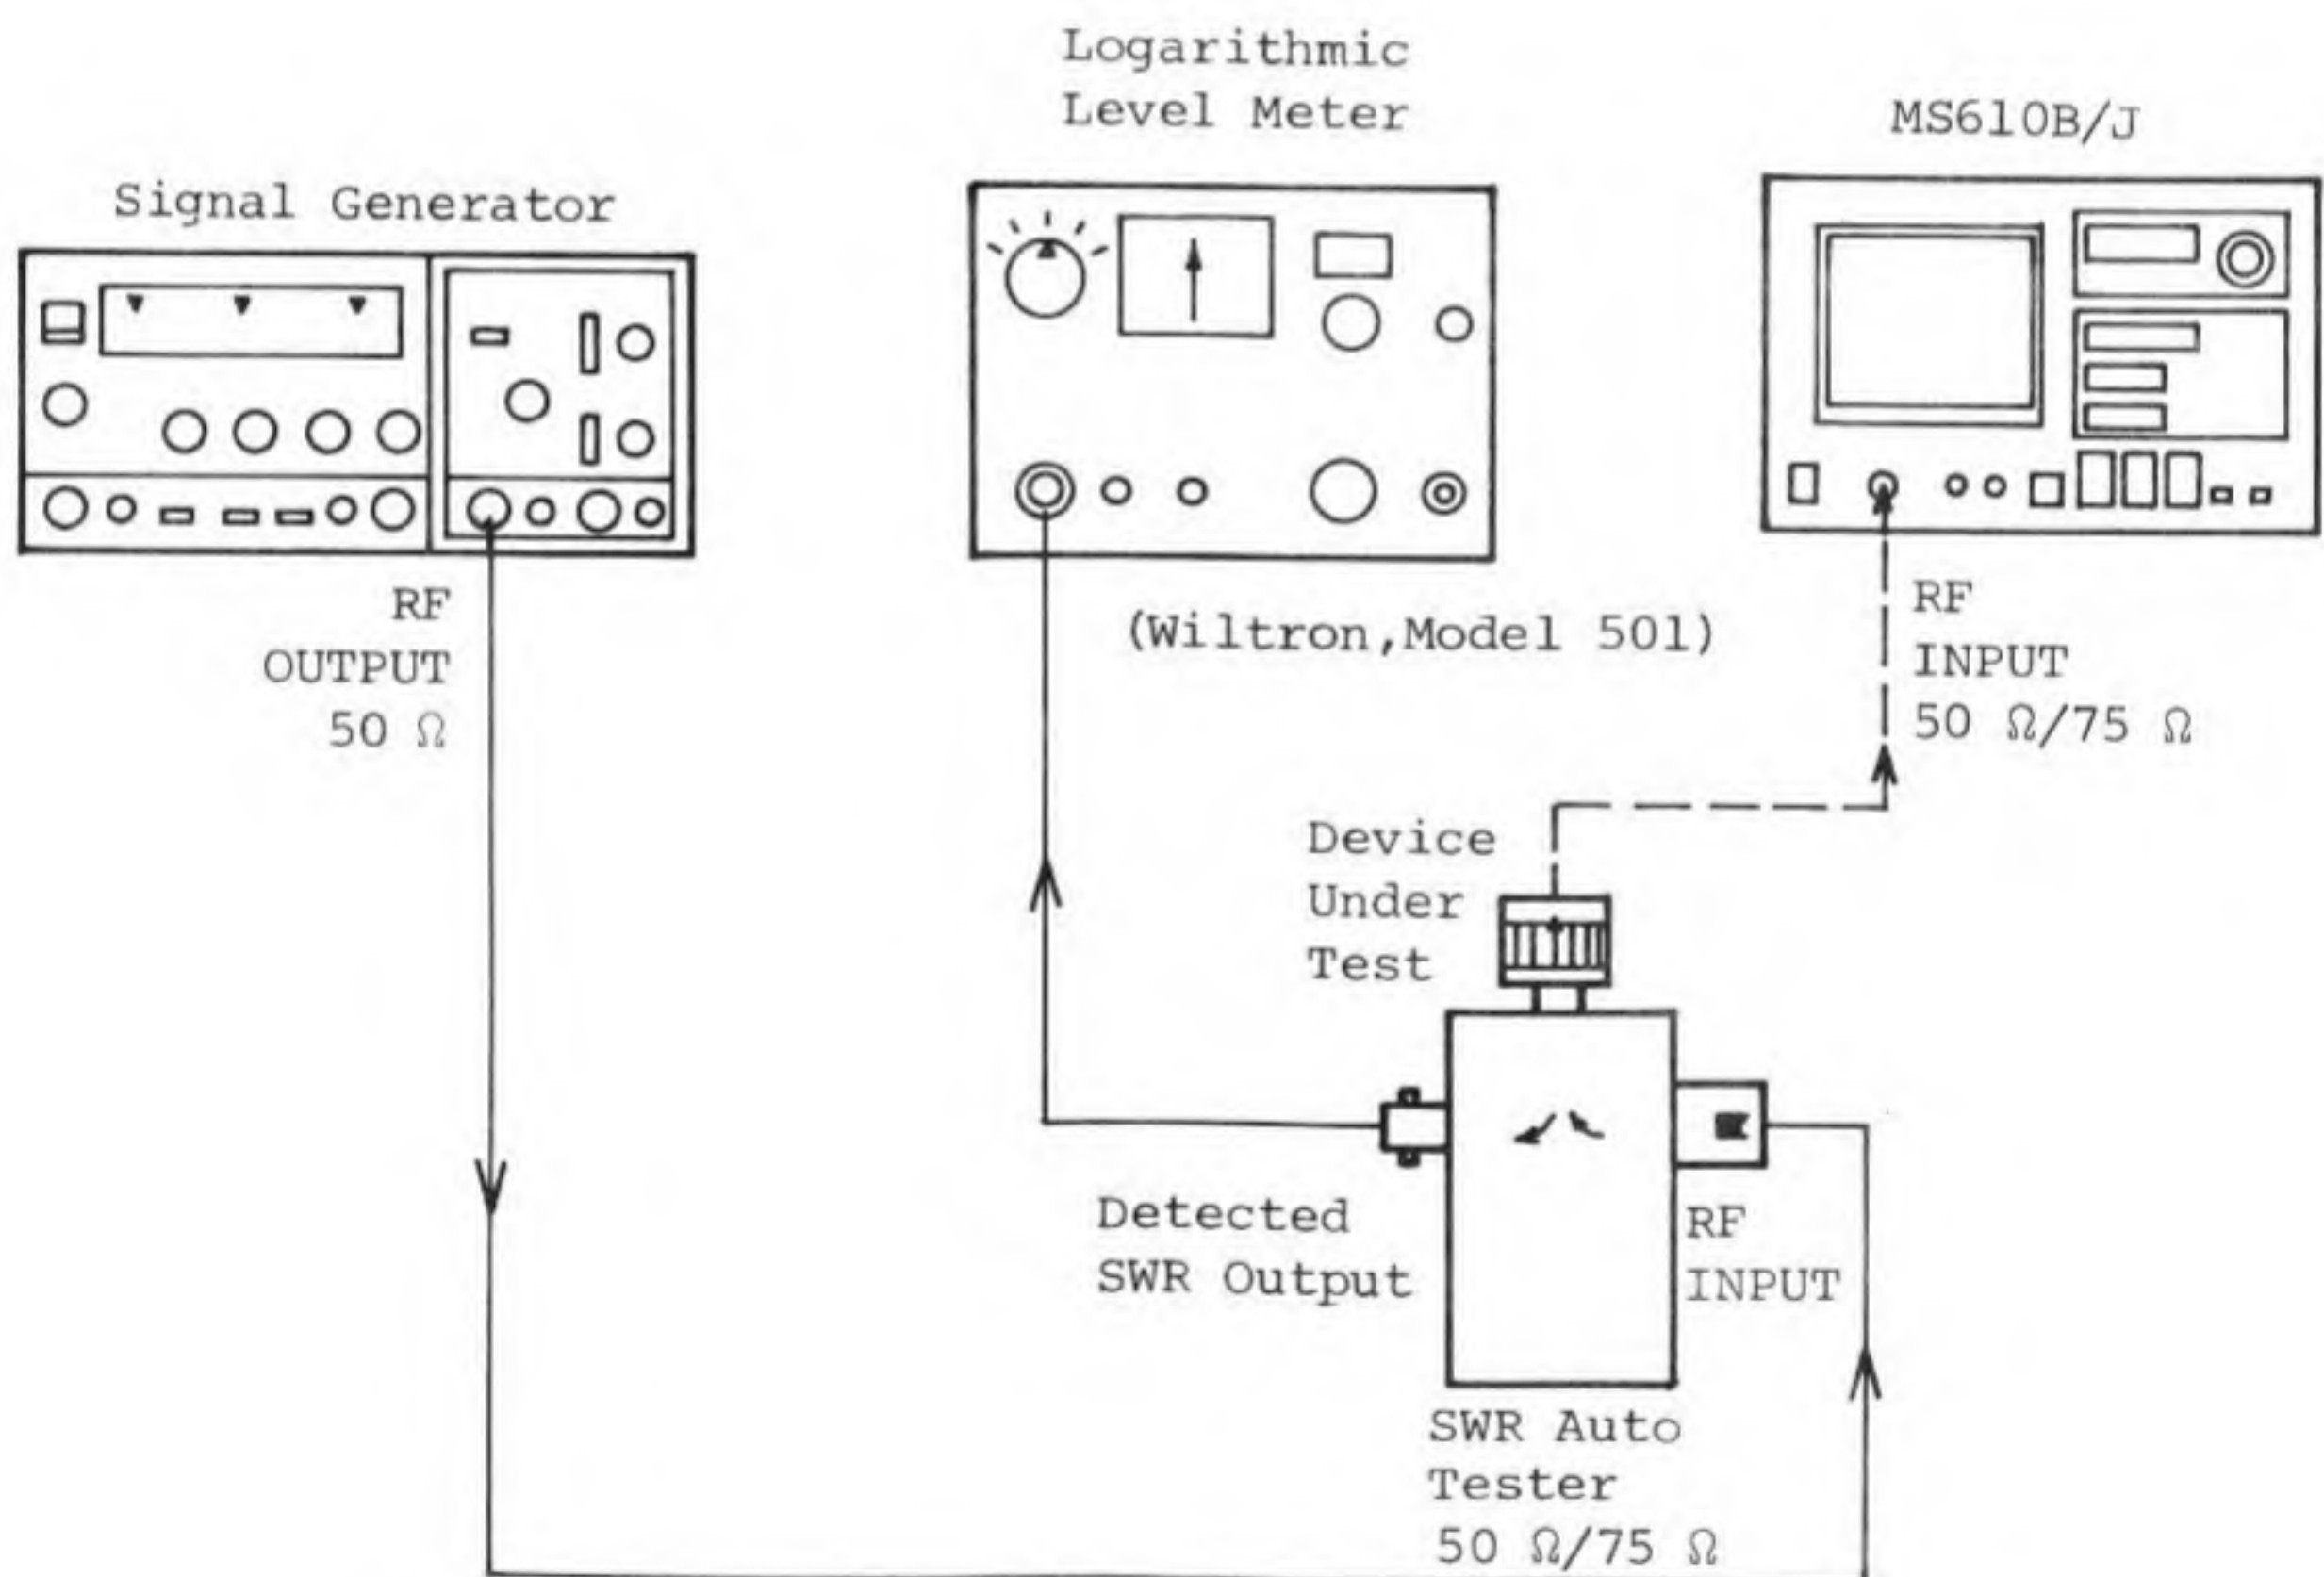 Logarithmic
Level Meter
MS610B/J
Signal Generator
RF
OUTPUT
50 Ω
(Wiltron,Model 501)
RF
INPUT
50 Ω/75 Ω
Device
Under
Test
Detected
SWR Output
RF
INPUT
SWR Auto
Tester
50 Ω/75 Ω